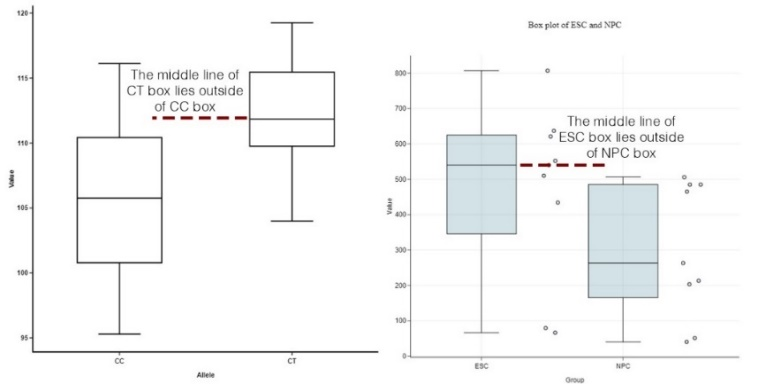 120
115
110
105
100
95
Value
The middle line of
CT box lies outside
of CC box
CC
CT
Allele
Box plot of ESC and NPC
800
700
600
500
400
300
200
100
0
Value
The middle line of
ESC box lies outside
of NPC box
ESC
NPC
Group